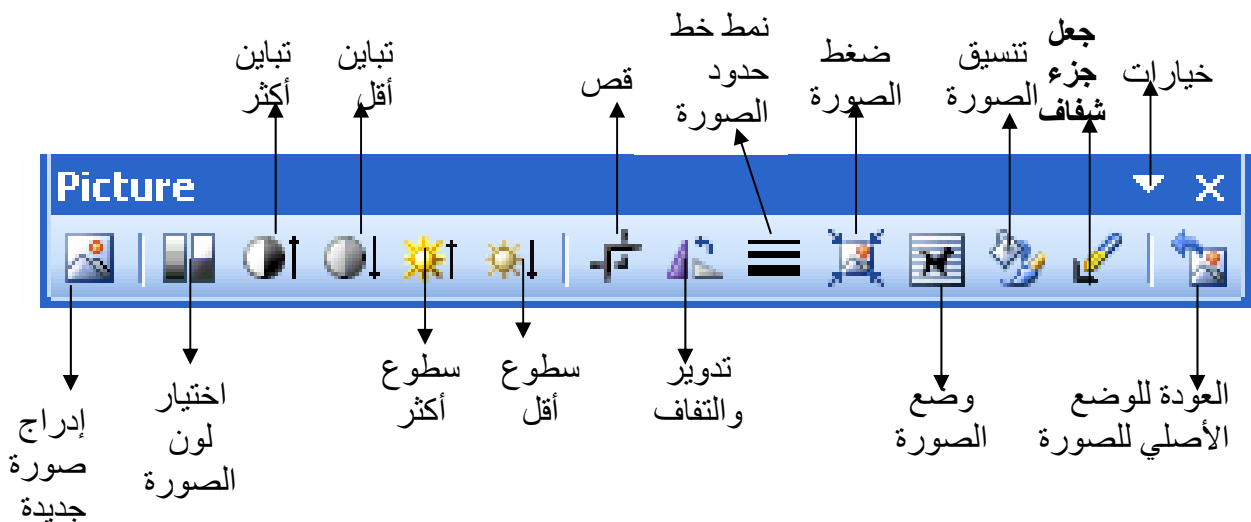 تباين
أكثر
تباين
أقل
قص
نمط خط
حدود
الصورة
ضغط
الصورة
تنسيق
الصورة
جعل
جزء
شفاف
خيارات
Picture
إدراج
صورة
جديدة
اختيار
لون
الصورة
سطوع
أكثر
سطوع
أقل
تدوير
والتفاف
وضع
الصورة
العودة للوضع
الأصلي للصورة